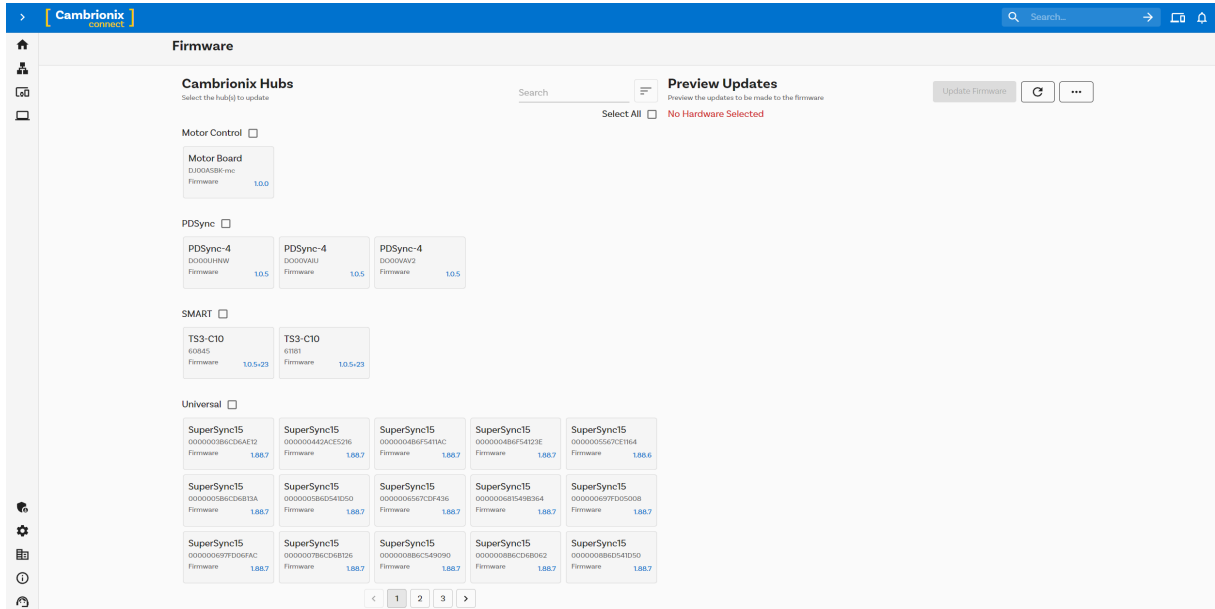 Cambrionix
connect
Search...
Firmware
Cambrionix Hubs
Select the hub(s) to update
Search
Select All
Preview Updates
Preview the updates to be made to the firmware
No Hardware Selected
Update Firmware
Motor Control
Motor Board
DJ00ASBK-mc
Firmware 1.0.0
PDSync
PDSync-4 PDSync-4 PDSync-4
DO00UHNW DO00VAIU DO00VAV2
Firmware 1.0.5 Firmware 1.0.5 Firmware 1.0.5
SMART
TS3-C10 TS3-C10
60845 61181
Firmware 1.0.5+23 Firmware 1.0.5+23
Universal
SuperSync15 SuperSync15 SuperSync15 SuperSync15 SuperSync15
0000003B6CD6AE12 000000442ACE5216 0000004B6F5411AC 0000004B6F54123E 0000005567CE1164
Firmware 1.88.7 Firmware 1.88.7 Firmware 1.88.7 Firmware 1.88.7 Firmware 1.88.6
SuperSync15 SuperSync15 SuperSync15 SuperSync15 SuperSync15
0000005B6CD6B13A 0000005B6D541D50 0000006567CDF436 000000681549B364 000000697FD05008
Firmware 1.88.7 Firmware 1.88.7 Firmware 1.88.7 Firmware 1.88.7 Firmware 1.88.7
SuperSync15 SuperSync15 SuperSync15 SuperSync15 SuperSync15
000000697FD06FAC 0000007B6CD6B126 0000008B6C549090 0000008B6CD6B062 0000008B6D541D50
Firmware 1.88.7 Firmware 1.88.7 Firmware 1.88.7 Firmware 1.88.7 Firmware 1.88.7
1 2 3